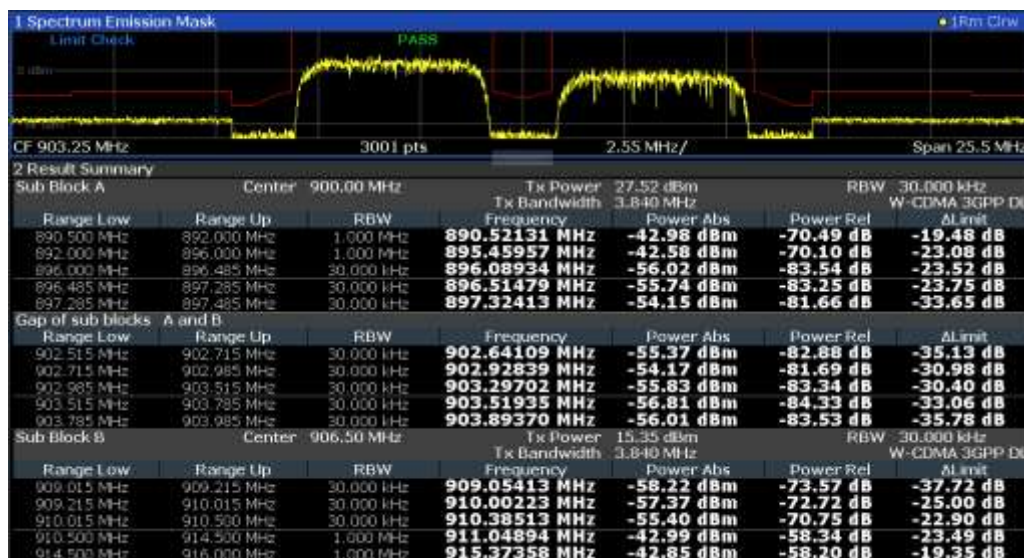 1 Spectrum Emission Mask 1Rm Clrw
Limit Check PASS
CF 903.25 MHz 3001 pts 2.55 MHz/ Span 25.5 MHz
2 Result Summary
Sub Block A Center 900.00 MHz Tx Power 27.52 dBm RBW 30.000 kHz
Tx Bandwidth 3.840 MHz W-CDMA 3GPP
Range Low Range Up RBW Frequency Power Abs Power Rel ΔLimit
890.500 MHz 892.000 MHz 1.000 MHz 890.52131 MHz -42.98 dBm -70.49 dB -19.48 dB
892.000 MHz 896.000 MHz 1.000 MHz 895.45957 MHz -42.58 dBm -70.10 dB -23.08 dB
896.000 MHz 896.485 MHz 30.000 kHz 896.08934 MHz -56.02 dBm -83.54 dB -23.52 dB
896.485 MHz 897.285 MHz 30.000 kHz 896.51479 MHz -55.74 dBm -83.25 dB -23.75 dB
897.285 MHz 897.485 MHz 30.000 kHz 897.32413 MHz -54.15 dBm -81.66 dB -33.65 dB
Gap of sub blocks A and B
Range Low Range Up RBW Frequency Power Abs Power Rel ΔLimit
902.515 MHz 902.715 MHz 30.000 kHz 902.64109 MHz -55.37 dBm -82.88 dB -35.13 dB
902.715 MHz 902.985 MHz 30.000 kHz 902.92839 MHz -54.17 dBm -81.69 dB -30.98 dB
902.985 MHz 903.515 MHz 30.000 kHz 903.29702 MHz -55.83 dBm -83.34 dB -30.40 dB
903.515 MHz 903.785 MHz 30.000 kHz 903.51935 MHz -56.81 dBm -84.33 dB -33.06 dB
903.785 MHz 903.985 MHz 30.000 kHz 903.89370 MHz -56.01 dBm -83.53 dB -35.78 dB
Sub Block B Center 906.50 MHz Tx Power 15.35 dBm RBW 30.000 kHz
Tx Bandwidth 3.840 MHz W-CDMA 3GPP
Range Low Range Up RBW Frequency Power Abs Power Rel ΔLimit
909.015 MHz 909.215 MHz 30.000 kHz 909.05413 MHz -58.22 dBm -73.57 dB -37.72 dB
909.215 MHz 910.015 MHz 30.000 kHz 910.00223 MHz -57.37 dBm -72.72 dB -25.00 dB
910.015 MHz 910.500 MHz 30.000 kHz 910.38513 MHz -55.40 dBm -70.75 dB -22.90 dB
910.500 MHz 914.500 MHz 1.000 MHz 911.04894 MHz -42.99 dBm -58.34 dB -23.49 dB
914.500 MHz 916.000 MHz 1.000 MHz 915.37358 MHz -42.85 dBm -58.20 dB